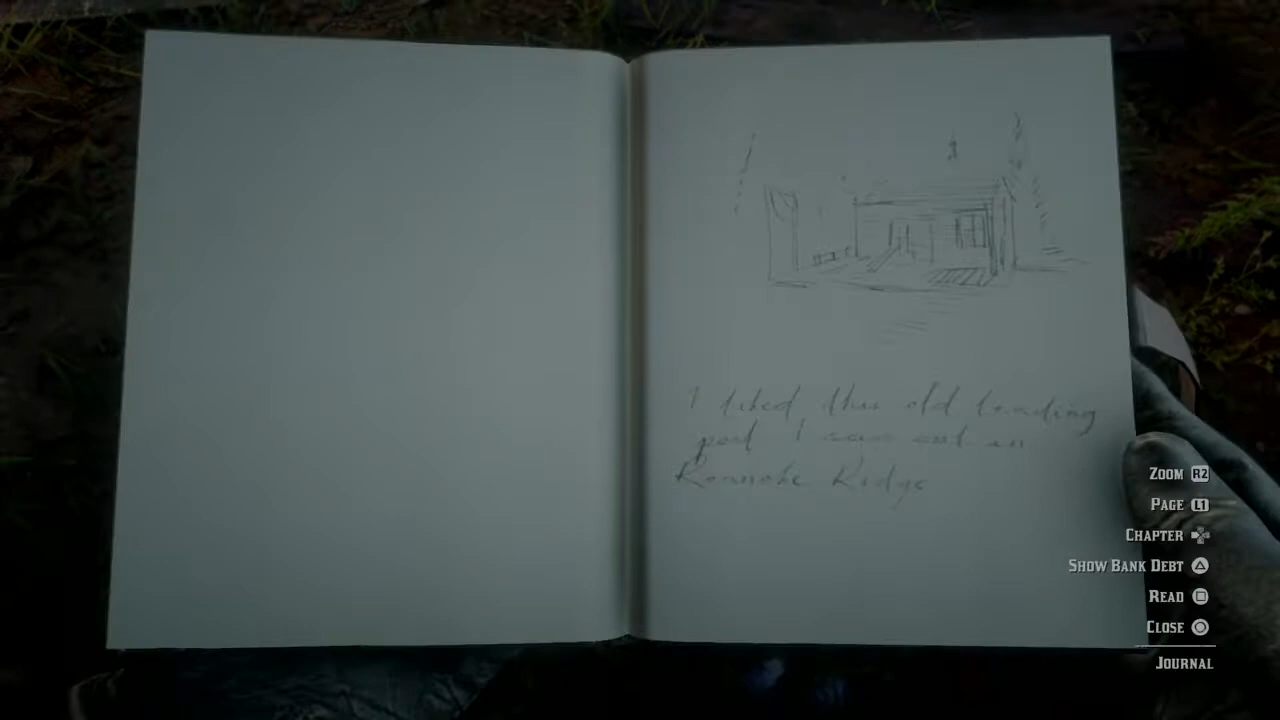 I liked this old trading
post I saw out in
Roanoke Ridge
ZOOM R2
PAGE L1
CHAPTER
SHOW BANK DEBT
READ
CLOSE
JOURNAL